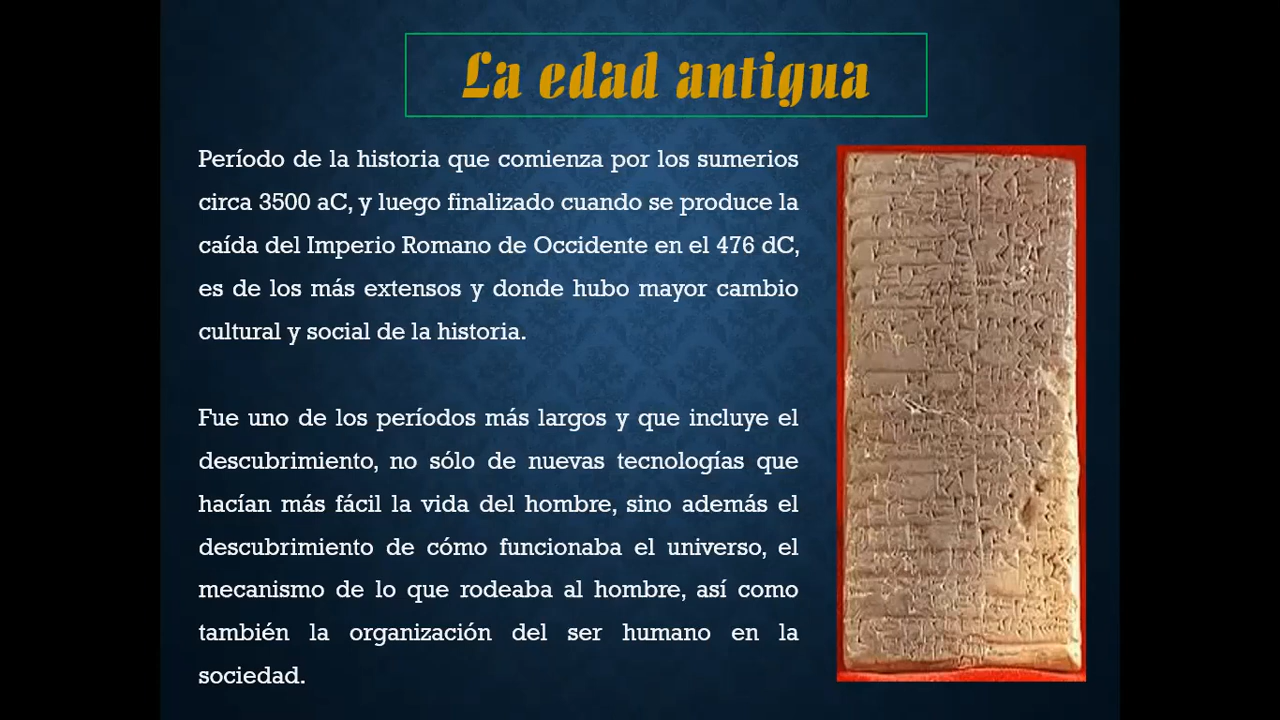 La edad antigua
Período de la historia que comienza por los sumerios
circa 3500 aC, y luego finalizado cuando se produce la
caída del Imperio Romano de Occidente en el 476 dC,
es de los más extensos y donde hubo mayor cambio
cultural y social de la historia.
Fue uno de los períodos más largos y que incluye el
descubrimiento, no sólo de nuevas tecnologías que
hacían más fácil la vida del hombre, sino además el
descubrimiento de cómo funcionaba el universo, el
mecanismo de lo que rodeaba al hombre, así como
también la organización del ser humano en la
sociedad.